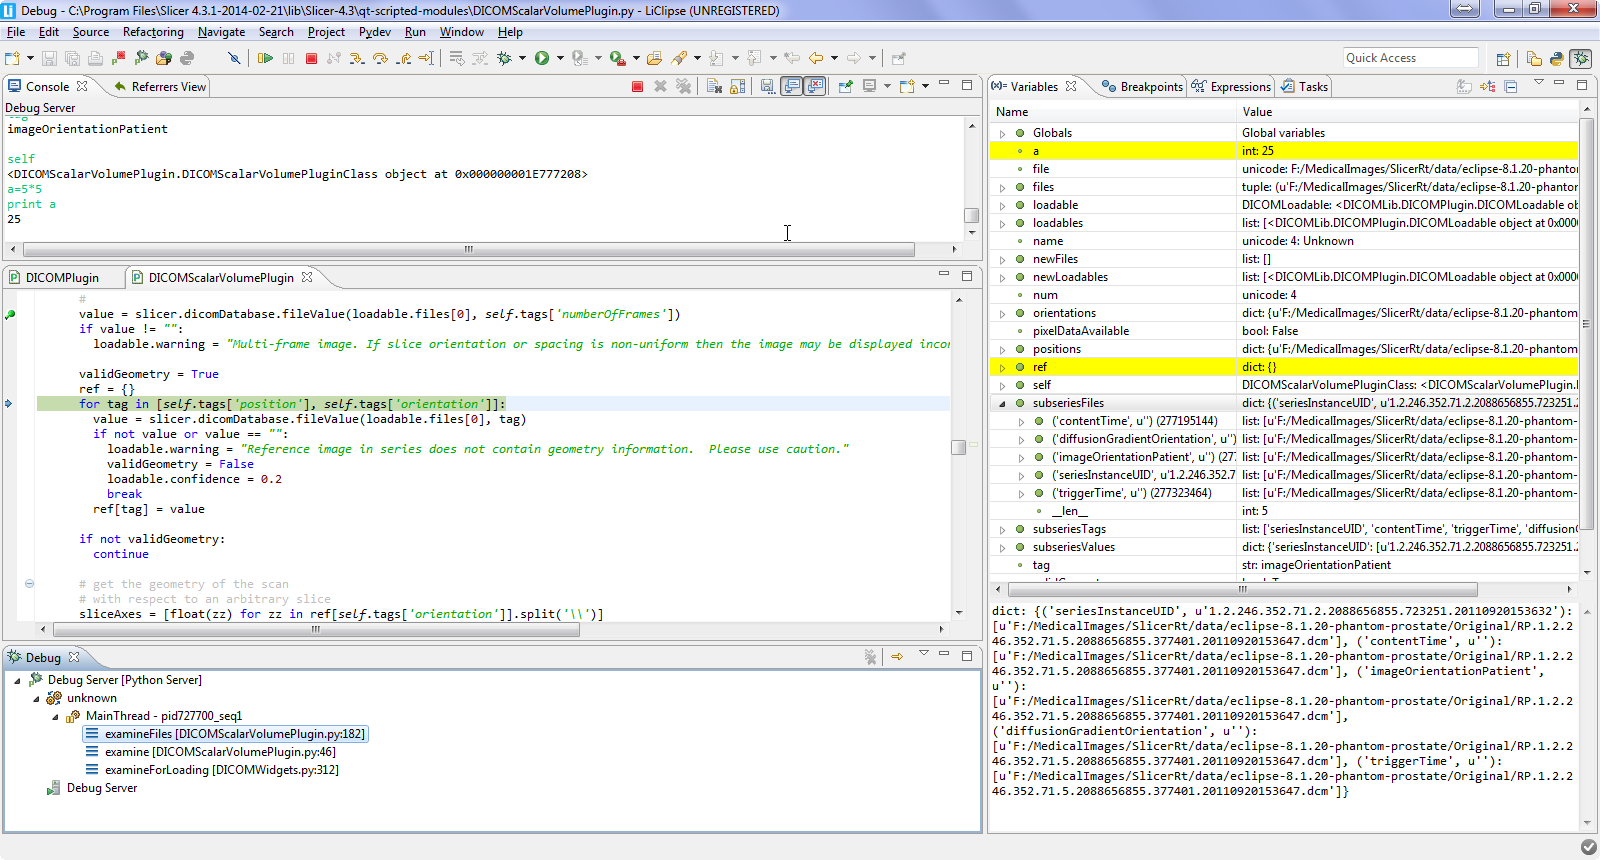 Debug - C:\Program Files\Slicer 4.3.1-2014-02-21\lib\Slicer-4.3\qt-scripted-modules\DICOMScalarVolumePlugin.py - LiClipse (UNREGISTERED)
File Edit Source Refactoring Navigate Search Project Pydev Run Window Help
Quick Access
Console Referrers View
Debug Server
imageOrientationPatient
self
<DICOMScalarVolumePlugin.DICOMScalarVolumePluginClass object at 0x000000001E777208>
a=5*5
print a
25
DICOMPlugin DICOMScalarVolumePlugin
#
value = slicer.dicomDatabase.fileValue(loadable.files[0], self.tags['numberOfFrames'])
if value != "":
loadable.warning = "Multi-frame image. If slice orientation or spacing is non-uniform then the image may be displayed incor
validGeometry = True
ref = {}
for tag in [self.tags['position'], self.tags['orientation']]:
value = slicer.dicomDatabase.fileValue(loadable.files[0], tag)
if not value or value == "":
loadable.warning = "Reference image in series does not contain geometry information.  Please use caution."
validGeometry = False
loadable.confidence = 0.2
break
ref[tag] = value
if not validGeometry:
continue
# get the geometry of the scan
# with respect to an arbitrary slice
sliceAxes = [float(zz) for zz in ref[self.tags['orientation']].split('\\')]
Debug
Debug Server [Python Server]
unknown
MainThread - pid727700_seq1
examineFiles [DICOMScalarVolumePlugin.py:182]
examine [DICOMScalarVolumePlugin.py:46]
examineForLoading [DICOMWidgets.py:312]
Debug Server
(x)= Variables Breakpoints Expressions Tasks
Name Value
Globals Global variables
a int: 25
file unicode: F:/MedicalImages/SlicerRt/data/eclipse-8.1.20-phantom
files tuple: (u'F:/MedicalImages/SlicerRt/data/eclipse-8.1.20-phantom
loadable DICOMLoadable: <DICOMLib.DICOMPlugin.DICOMLoadable ob
loadables list: [<DICOMLib.DICOMPlugin.DICOMLoadable object at 0x000
name unicode: 4: Unknown
newFiles list: []
newLoadables list: [<DICOMLib.DICOMPlugin.DICOMLoadable object at 0x000
num unicode: 4
orientations dict: {u'F:/MedicalImages/SlicerRt/data/eclipse-8.1.20-phantom
pixelDataAvailable bool: False
positions dict: {u'F:/MedicalImages/SlicerRt/data/eclipse-8.1.20-phantom
ref dict: {}
self DICOMScalarVolumePluginClass: <DICOMScalarVolumePlugin.
subseriesFiles dict: {('seriesInstanceUID', u'1.2.246.352.71.2.2088656855.723251.2
('contentTime', u'') (277195144) list: [u'F:/MedicalImages/SlicerRt/data/eclipse-8.1.20-phantom-
('diffusionGradientOrientation', u'') list: [u'F:/MedicalImages/SlicerRt/data/eclipse-8.1.20-phantom-
('imageOrientationPatient', u'') (27 list: [u'F:/MedicalImages/SlicerRt/data/eclipse-8.1.20-phantom-
('seriesInstanceUID', u'1.2.246.352.7 list: [u'F:/MedicalImages/SlicerRt/data/eclipse-8.1.20-phantom-
('triggerTime', u'') (277323464) list: [u'F:/MedicalImages/SlicerRt/data/eclipse-8.1.20-phantom-
__len__ int: 5
subseriesTags list: ['seriesInstanceUID', 'contentTime', 'triggerTime', 'diffusion
subseriesValues dict: {'seriesInstanceUID': [u'1.2.246.352.71.2.2088656855.723251.2
tag str: imageOrientationPatient
dict: {('seriesInstanceUID', u'1.2.246.352.71.2.2088656855.723251.20110920153632'):
[u'F:/MedicalImages/SlicerRt/data/eclipse-8.1.20-phantom-prostate/Original/RP.1.2.2
46.352.71.5.2088656855.377401.20110920153647.dcm'], ('contentTime', u''):
[u'F:/MedicalImages/SlicerRt/data/eclipse-8.1.20-phantom-prostate/Original/RP.1.2.2
46.352.71.5.2088656855.377401.20110920153647.dcm'], ('imageOrientationPatient',
u''):
[u'F:/MedicalImages/SlicerRt/data/eclipse-8.1.20-phantom-prostate/Original/RP.1.2.2
46.352.71.5.2088656855.377401.20110920153647.dcm'],
('diffusionGradientOrientation', u''):
[u'F:/MedicalImages/SlicerRt/data/eclipse-8.1.20-phantom-prostate/Original/RP.1.2.2
46.352.71.5.2088656855.377401.20110920153647.dcm'], ('triggerTime', u''):
[u'F:/MedicalImages/SlicerRt/data/eclipse-8.1.20-phantom-prostate/Original/RP.1.2.2
46.352.71.5.2088656855.377401.20110920153647.dcm']}